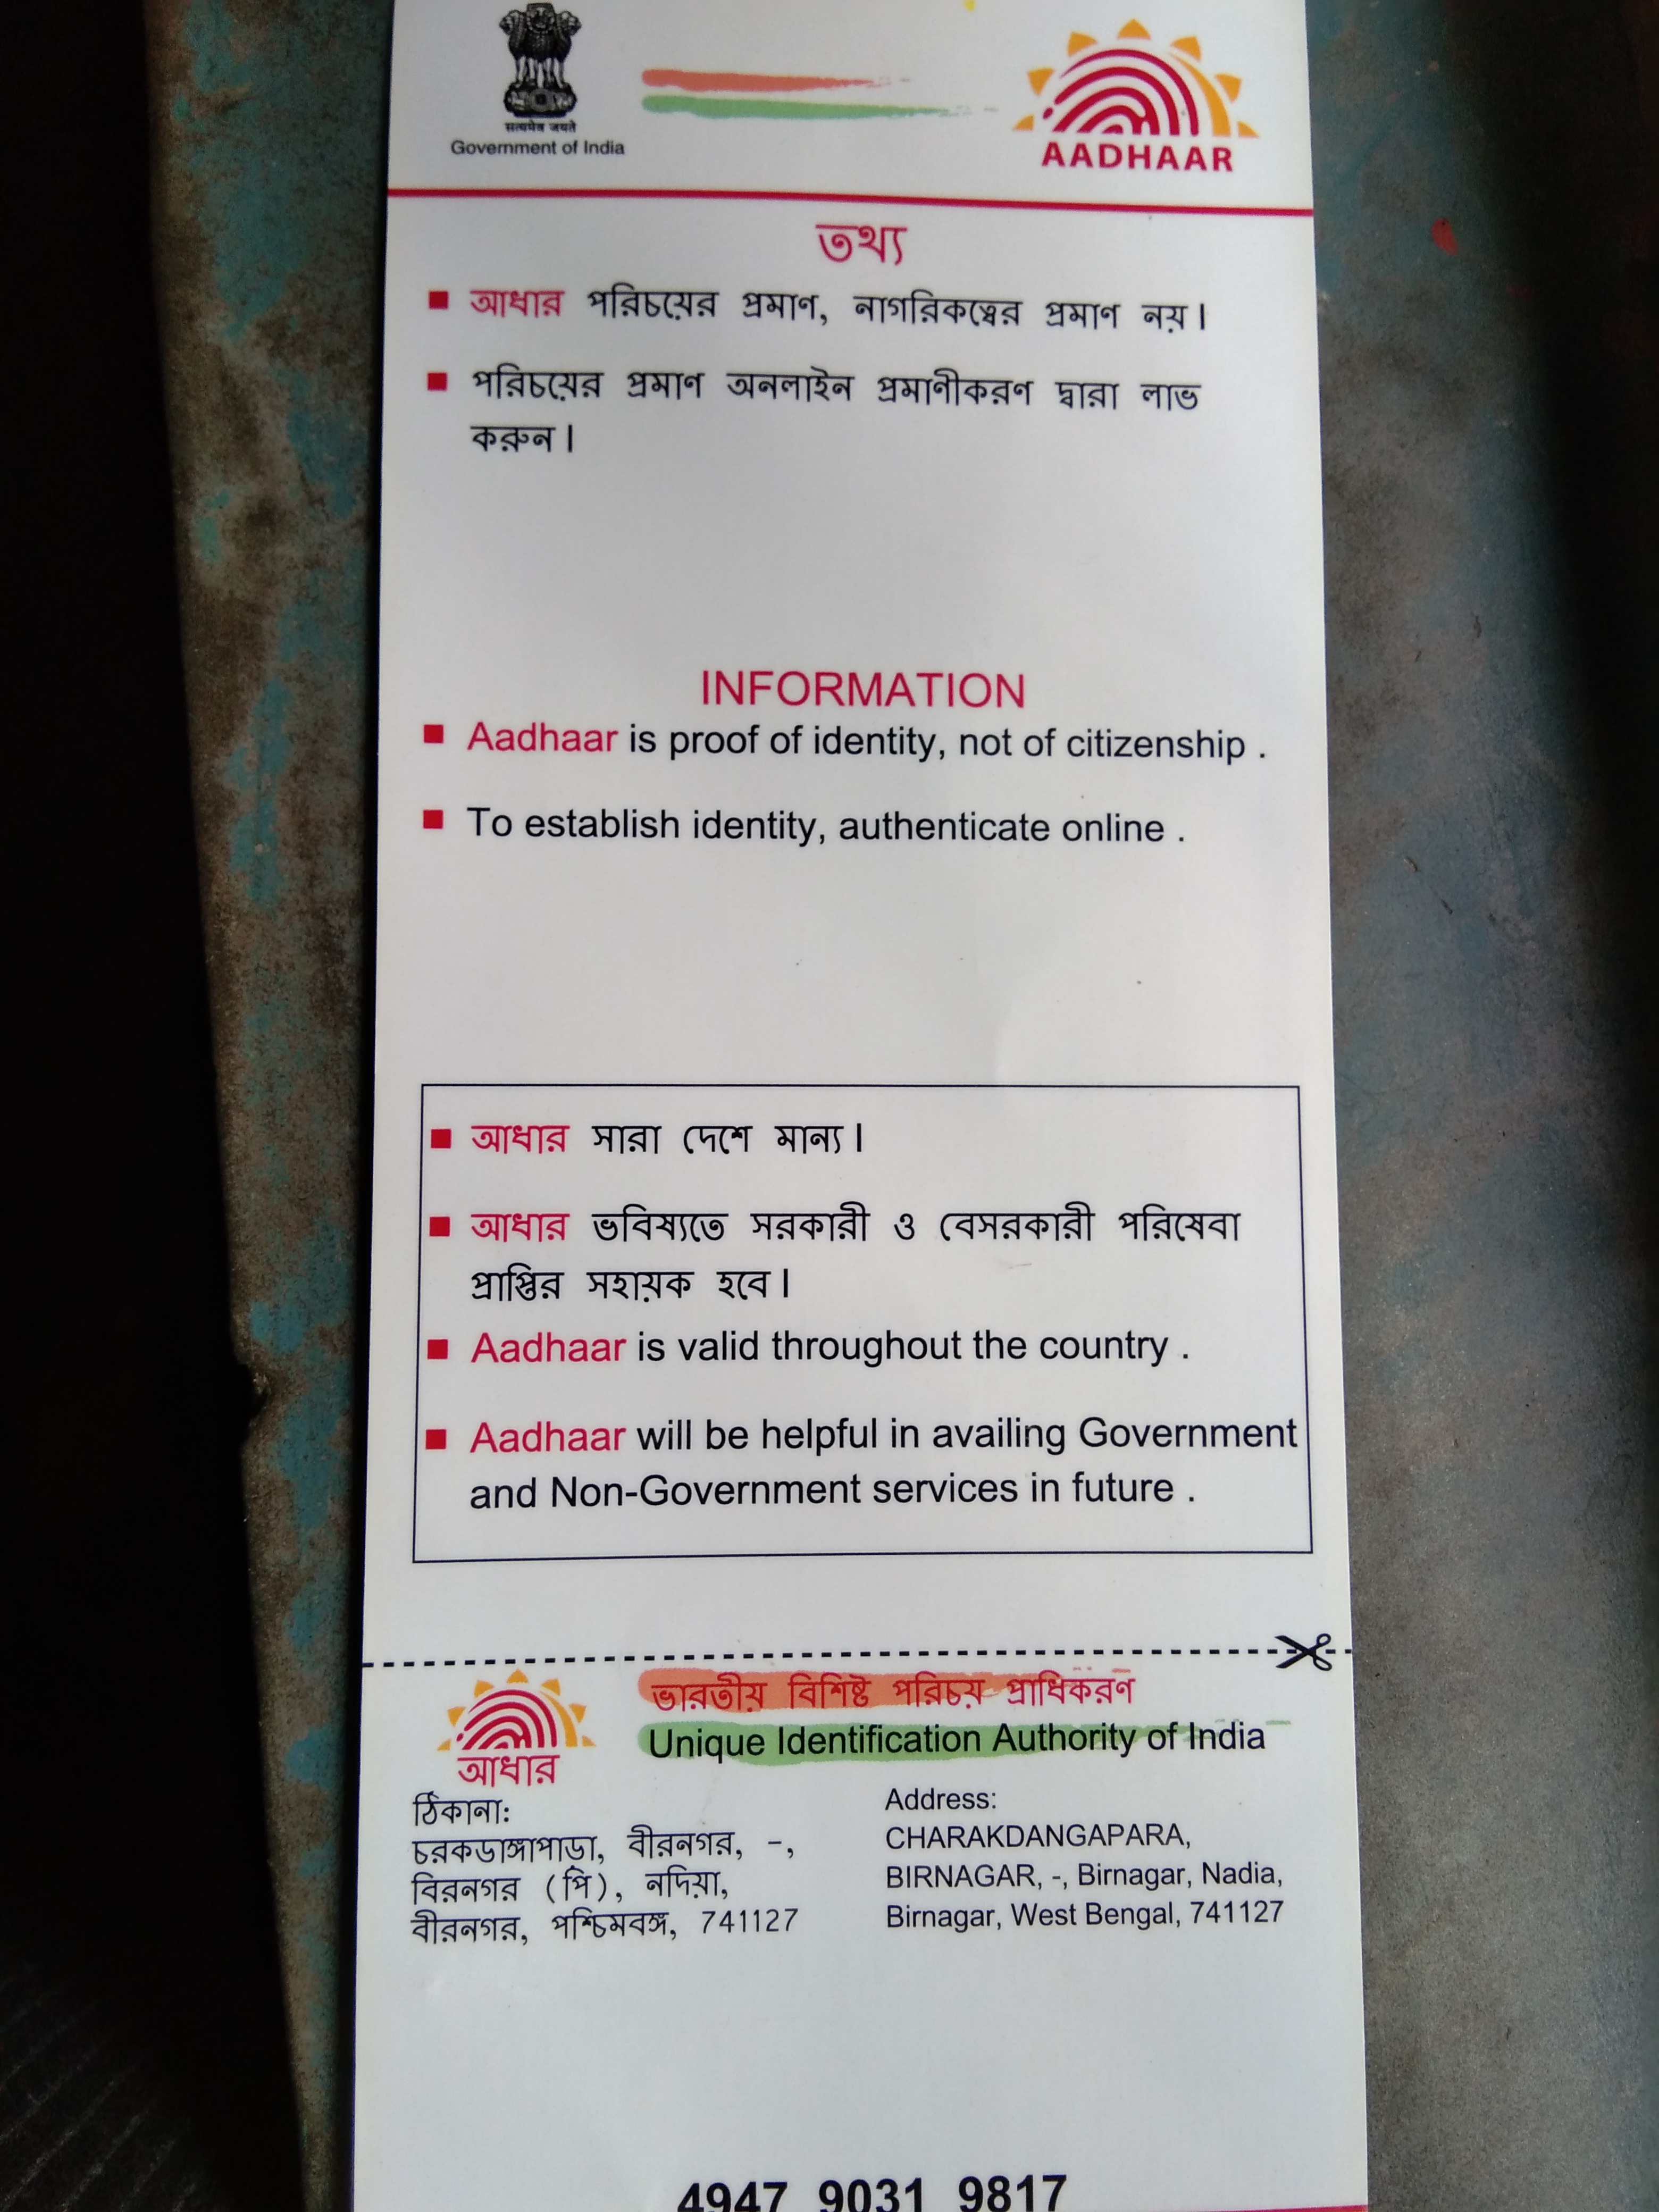 सत्यमेव जयते
Government of India
AADHAAR
তথ্য
আধার পরিচয়ের প্রমাণ, নাগরিকত্বের প্রমাণ নয় ।
পরিচয়ের প্রমাণ অনলাইন প্রমাণীকরণ দ্বারা লাভ
করুন ।
INFORMATION
Aadhaar is proof of identity, not of citizenship .
To establish identity, authenticate online .
আধার সারা দেশে মান্য ।
আধার ভবিষ্যতে সরকারী ও বেসরকারী পরিষেবা
প্রাপ্তির সহায়ক হবে ।
Aadhaar is valid throughout the country .
Aadhaar will be helpful in availing Government
and Non-Government services in future .
ভারতীয় বিশিষ্ট পরিচয় প্রাধিকরণ
Unique Identification Authority of India
আধার
ঠিকানা:
চরকডাঙ্গাপাড়া, বীরনগর, -,
বিরনগর (পি), নদিয়া,
বীরনগর, পশ্চিমবঙ্গ, 741127
Address:
CHARAKDANGAPARA,
BIRNAGAR, -, Birnagar, Nadia,
Birnagar, West Bengal, 741127
4947 9031 9817